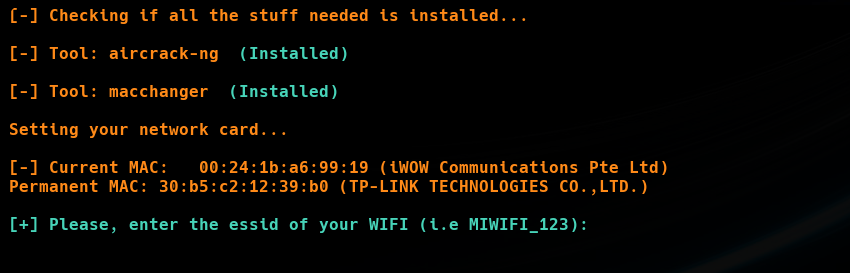 [-] Checking if all the stuff needed is installed...
[-] Tool: aircrack-ng (Installed)
[-] Tool: macchanger (Installed)
Setting your network card...
[-] Current MAC: 00:24:1b:a6:99:19 (iWOW Communications Pte Ltd)
Permanent MAC: 30:b5:c2:12:39:b0 (TP-LINK TECHNOLOGIES CO.,LTD.)
[+] Please, enter the essid of your WIFI (i.e MIWIFI_123):